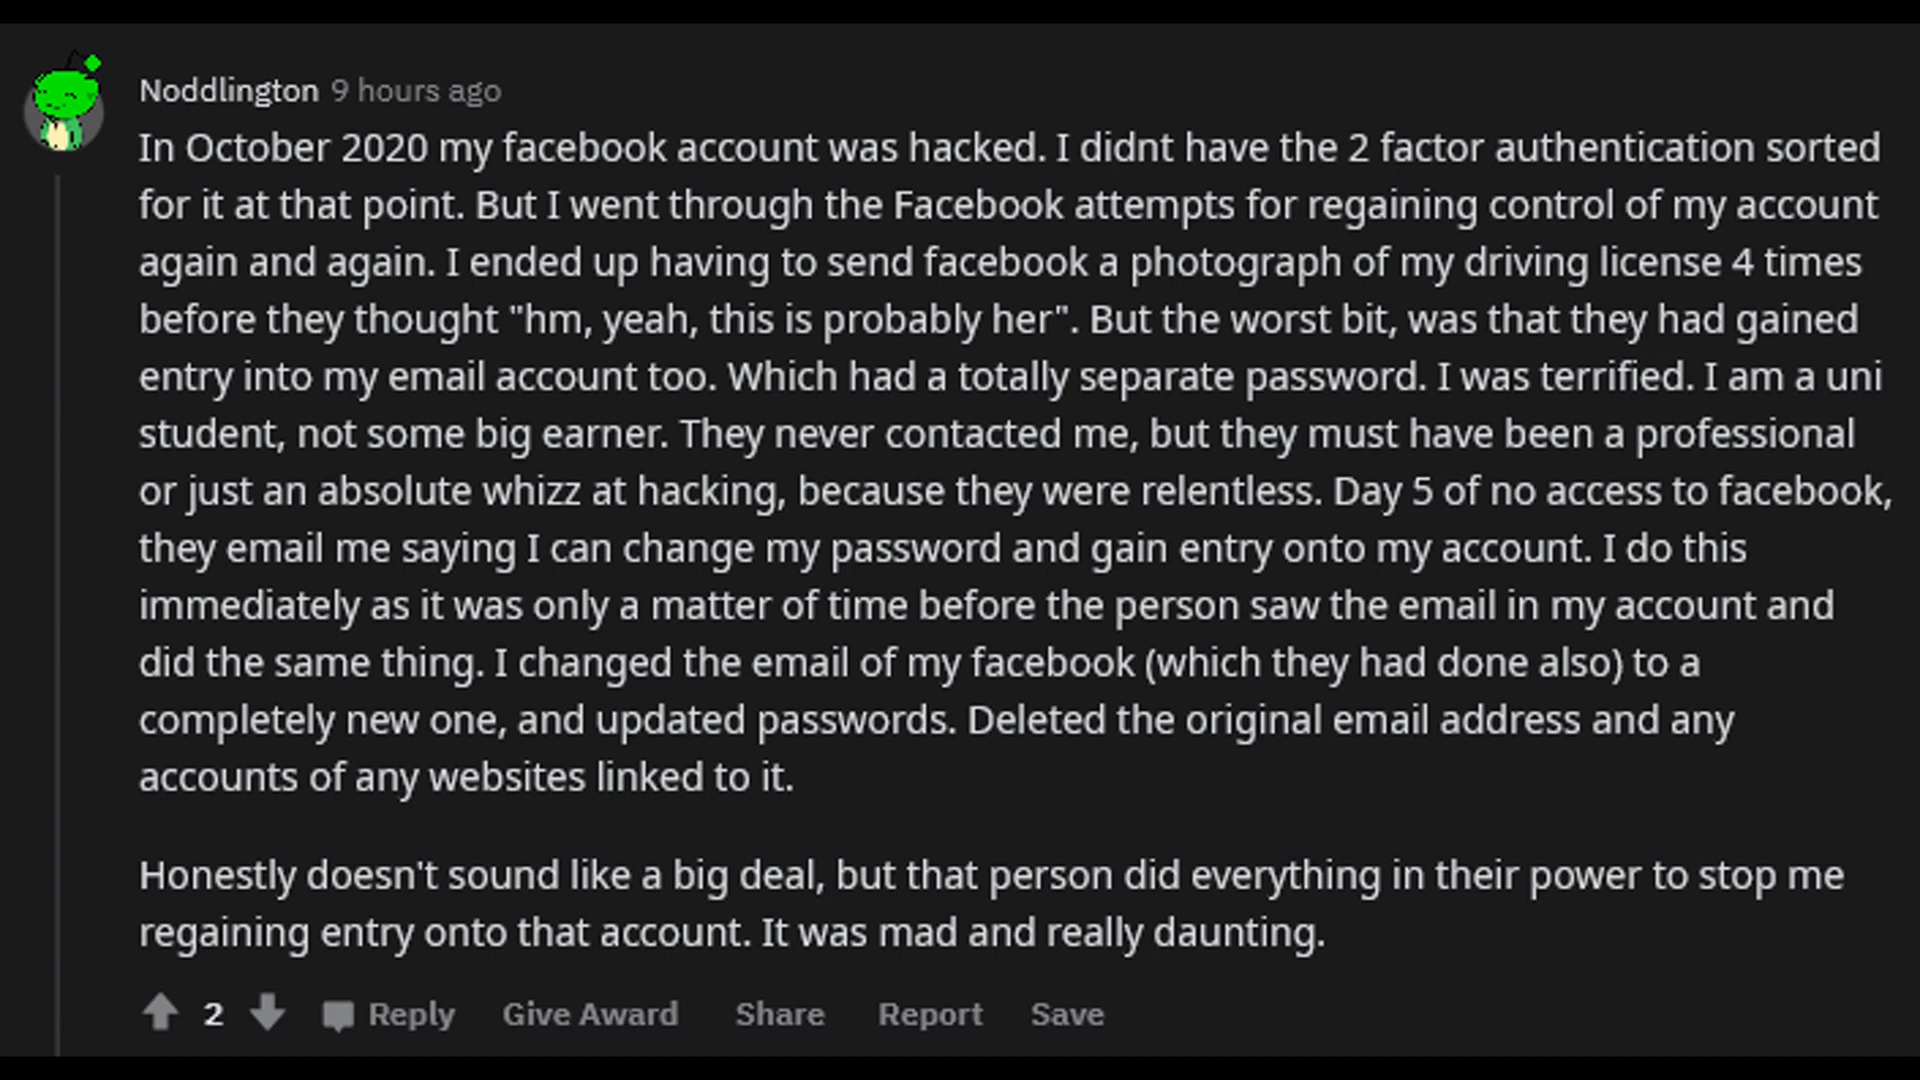 Noddlington 9 hours ago
In October 2020 my facebook account was hacked. I didnt have the 2 factor authentication sorted
for it at that point. But I went through the Facebook attempts for regaining control of my account
again and again. I ended up having to send facebook a photograph of my driving license 4 times
before they thought "hm, yeah, this is probably her". But the worst bit, was that they had gained
entry into my email account too. Which had a totally separate password. I was terrified. I am a uni
student, not some big earner. They never contacted me, but they must have been a professional
or just an absolute whizz at hacking, because they were relentless. Day 5 of no access to facebook,
they email me saying I can change my password and gain entry onto my account. I do this
immediately as it was only a matter of time before the person saw the email in my account and
did the same thing. I changed the email of my facebook (which they had done also) to a
completely new one, and updated passwords. Deleted the original email address and any
accounts of any websites linked to it.
Honestly doesn't sound like a big deal, but that person did everything in their power to stop me
regaining entry onto that account. It was mad and really daunting.
2 Reply Give Award Share Report Save